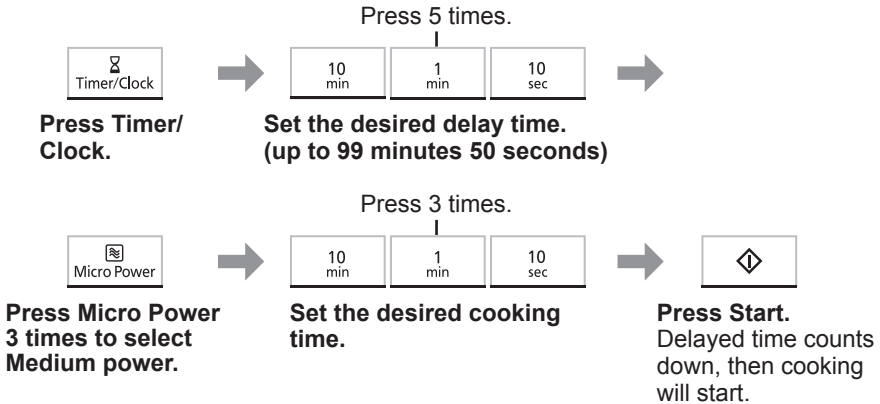 Press 5 times.
Timer/Clock
10 min
1 min
10 sec
Press Timer/
Clock.
Set the desired delay time.
(up to 99 minutes 50 seconds)
Press 3 times.
Micro Power
10 min
1 min
10 sec
Press Micro Power
3 times to select
Medium power.
Set the desired cooking
time.
Press Start.
Delayed time counts
down, then cooking
will start.